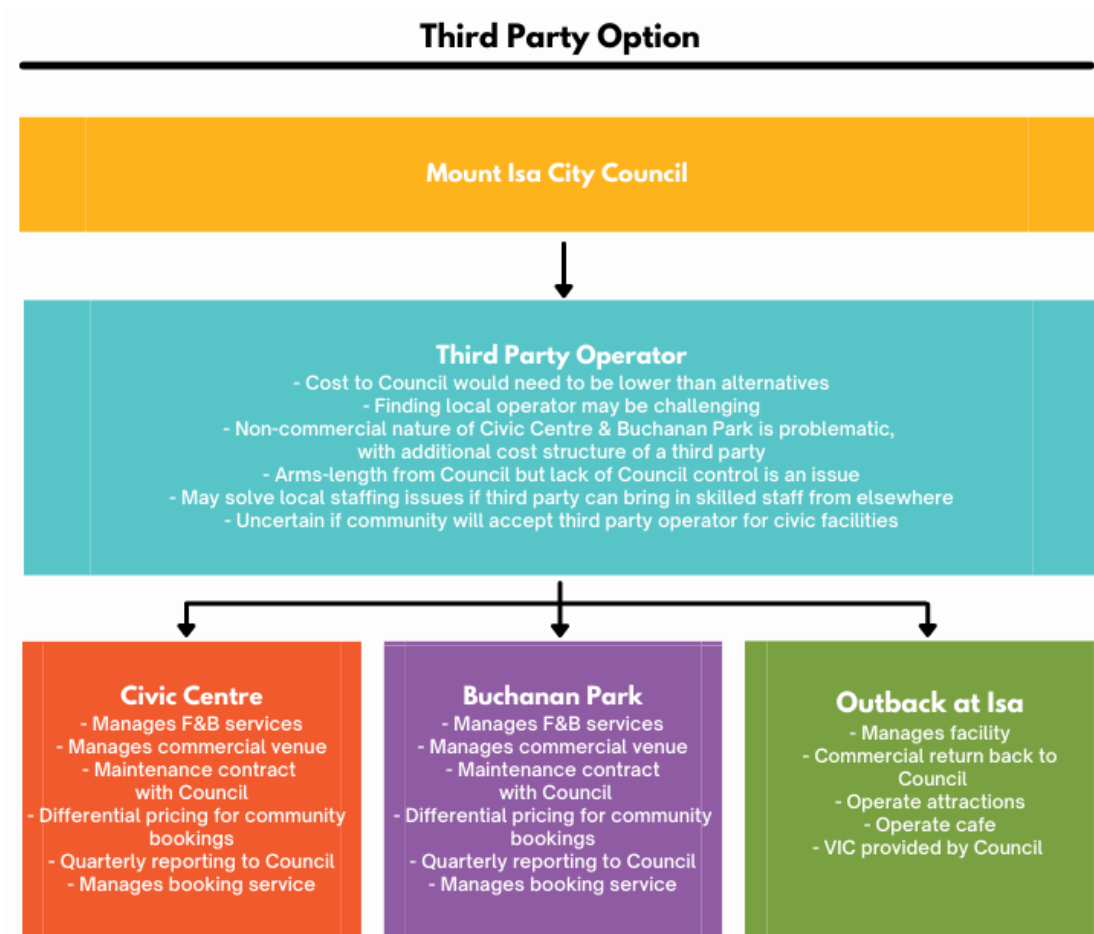 Third Party Option
Mount Isa City Council
Third Party Operator
- Cost to Council would need to be lower than alternatives
- Finding local operator may be challenging
- Non-commercial nature of Civic Centre & Buchanan Park is problematic,
with additional cost structure of a third party
- Arms-length from Council but lack of Council control is an issue
- May solve local staffing issues if third party can bring in skilled staff from elsewhere
- Uncertain if community will accept third party operator for civic facilities
Civic Centre
- Manages F&B services
- Manages commercial venue
- Maintenance contract
with Council
- Differential pricing for community
bookings
- Quarterly reporting to Council
- Manages booking service
Buchanan Park
- Manages F&B services
- Manages commercial venue
- Maintenance contract
with Council
- Differential pricing for community
bookings
- Quarterly reporting to Council
- Manages booking service
Outback at Isa
- Manages facility
- Commercial return back to
Council
- Operate attractions
- Operate cafe
- VIC provided by Council